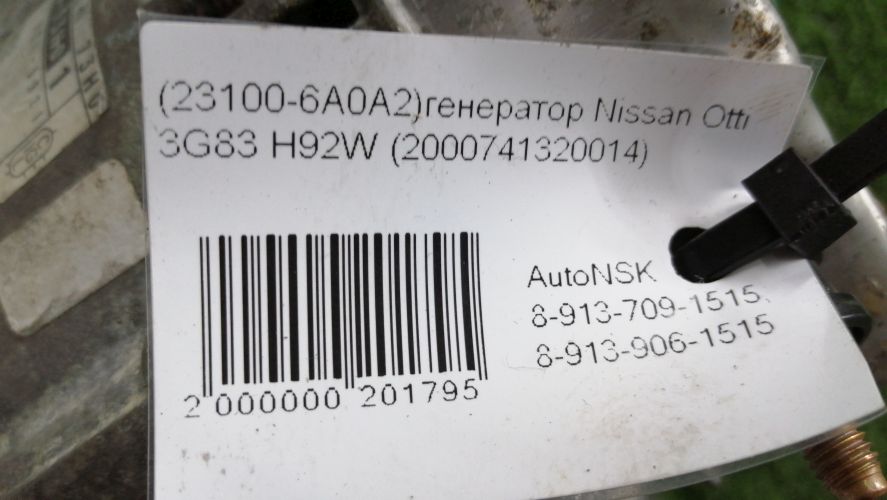 (23100-6A0A2)генератор Nissan Otti
3G83 H92W (2000741320014)
AutoNSK
8-913-709-1515,
8-913-906-1515
2 000000 201795